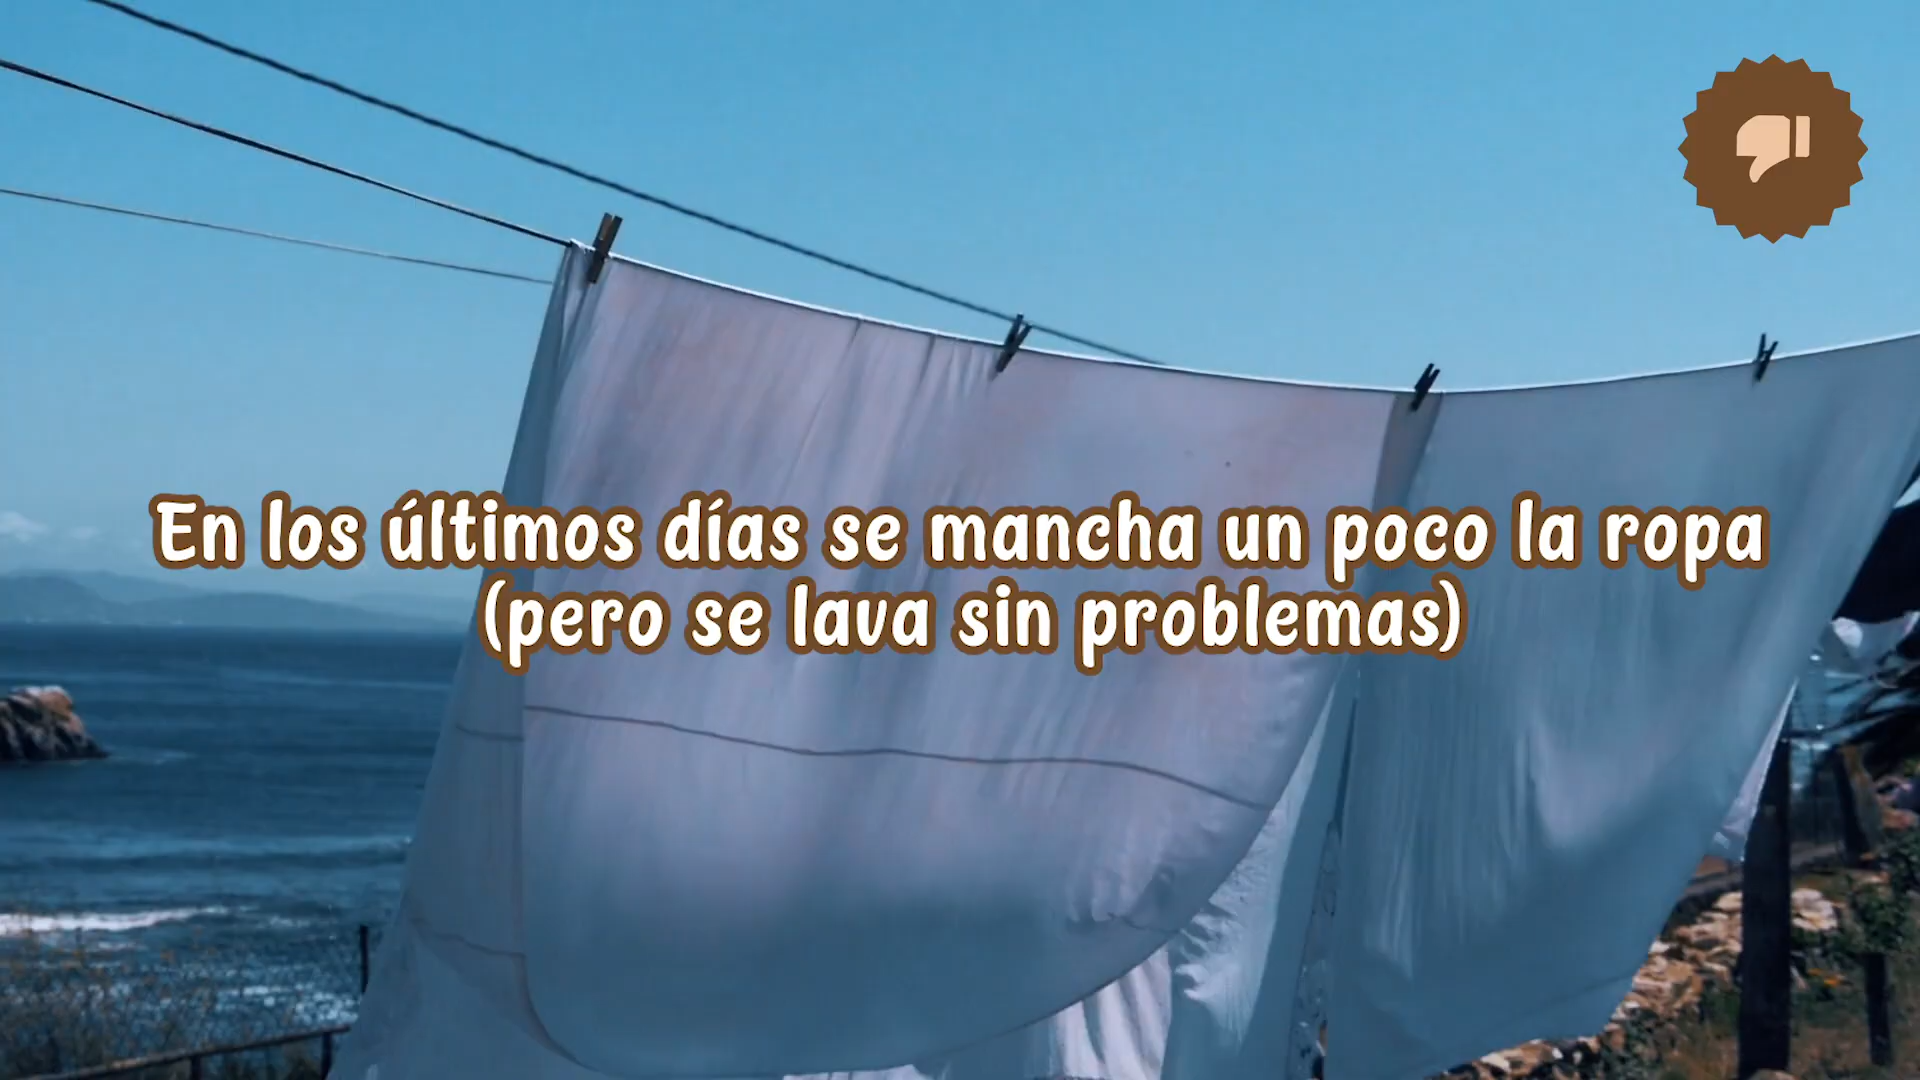 En los últimos días se mancha un poco la ropa
(pero se lava sin problemas)